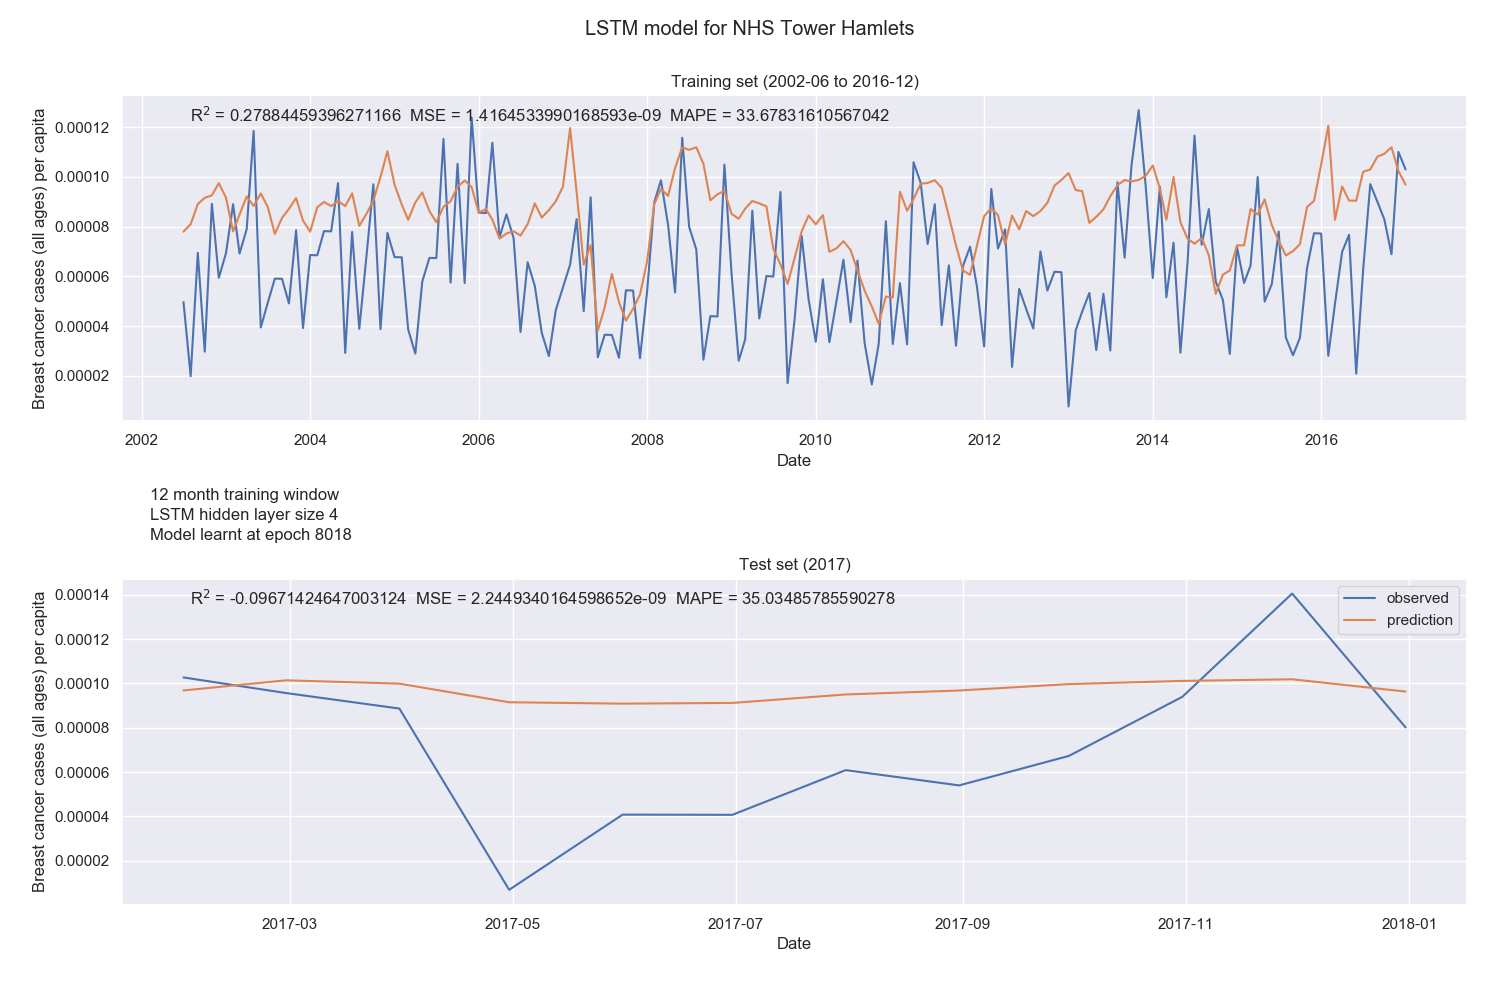 LSTM model for NHS Tower Hamlets
Training set (2002-06 to 2016-12)
R² = 0.27884459396271166 MSE = 1.4164533990168593e-09 MAPE = 33.67831610567042
Breast cancer cases (all ages) per capita
0.00012
0.00010
0.00008
0.00006
0.00004
0.00002
2002 2004 2006 2008 2010 2012 2014 2016
Date
12 month training window
LSTM hidden layer size 4
Model learnt at epoch 8018
Test set (2017)
R² = -0.09671424647003124 MSE = 2.2449340164598652e-09 MAPE = 35.03485785590278
observed
prediction
Breast cancer cases (all ages) per capita
0.00014
0.00012
0.00010
0.00008
0.00006
0.00004
0.00002
2017-03 2017-05 2017-07 2017-09 2017-11 2018-01
Date